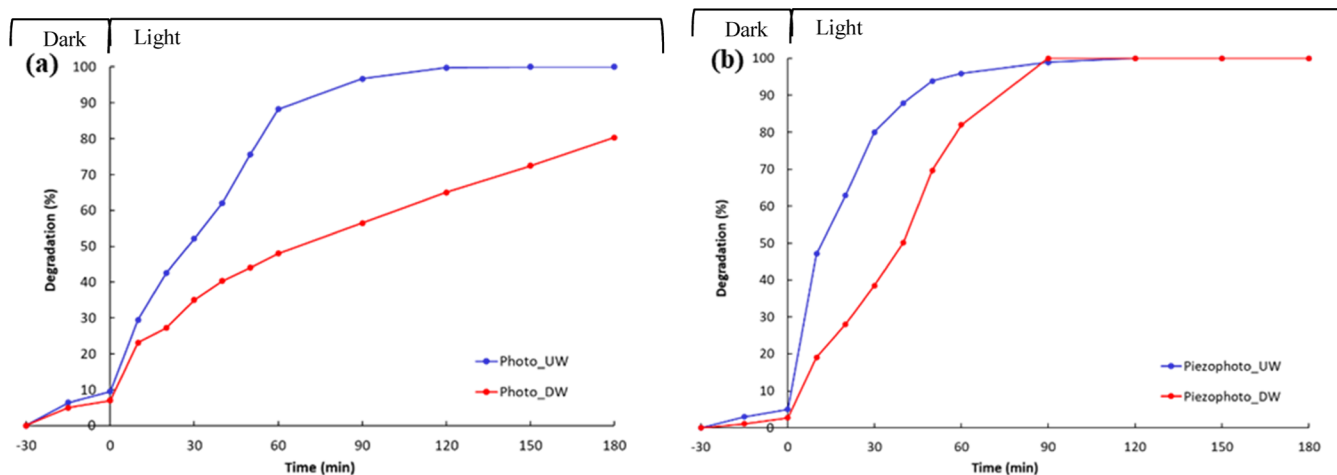 Dark Light
(a)
100
90
80
70
60
50
40
30
20
10
0
Degradation (%)
-30 0 30 60 90 120 150 180
Time (min)
Photo_UW
Photo_DW
Dark Light
(b)
100
90
80
70
60
50
40
30
20
10
0
Degradation (%)
-30 0 30 60 90 120 150 180
Time (min)
Piezophoto_UW
Piezophoto_DW